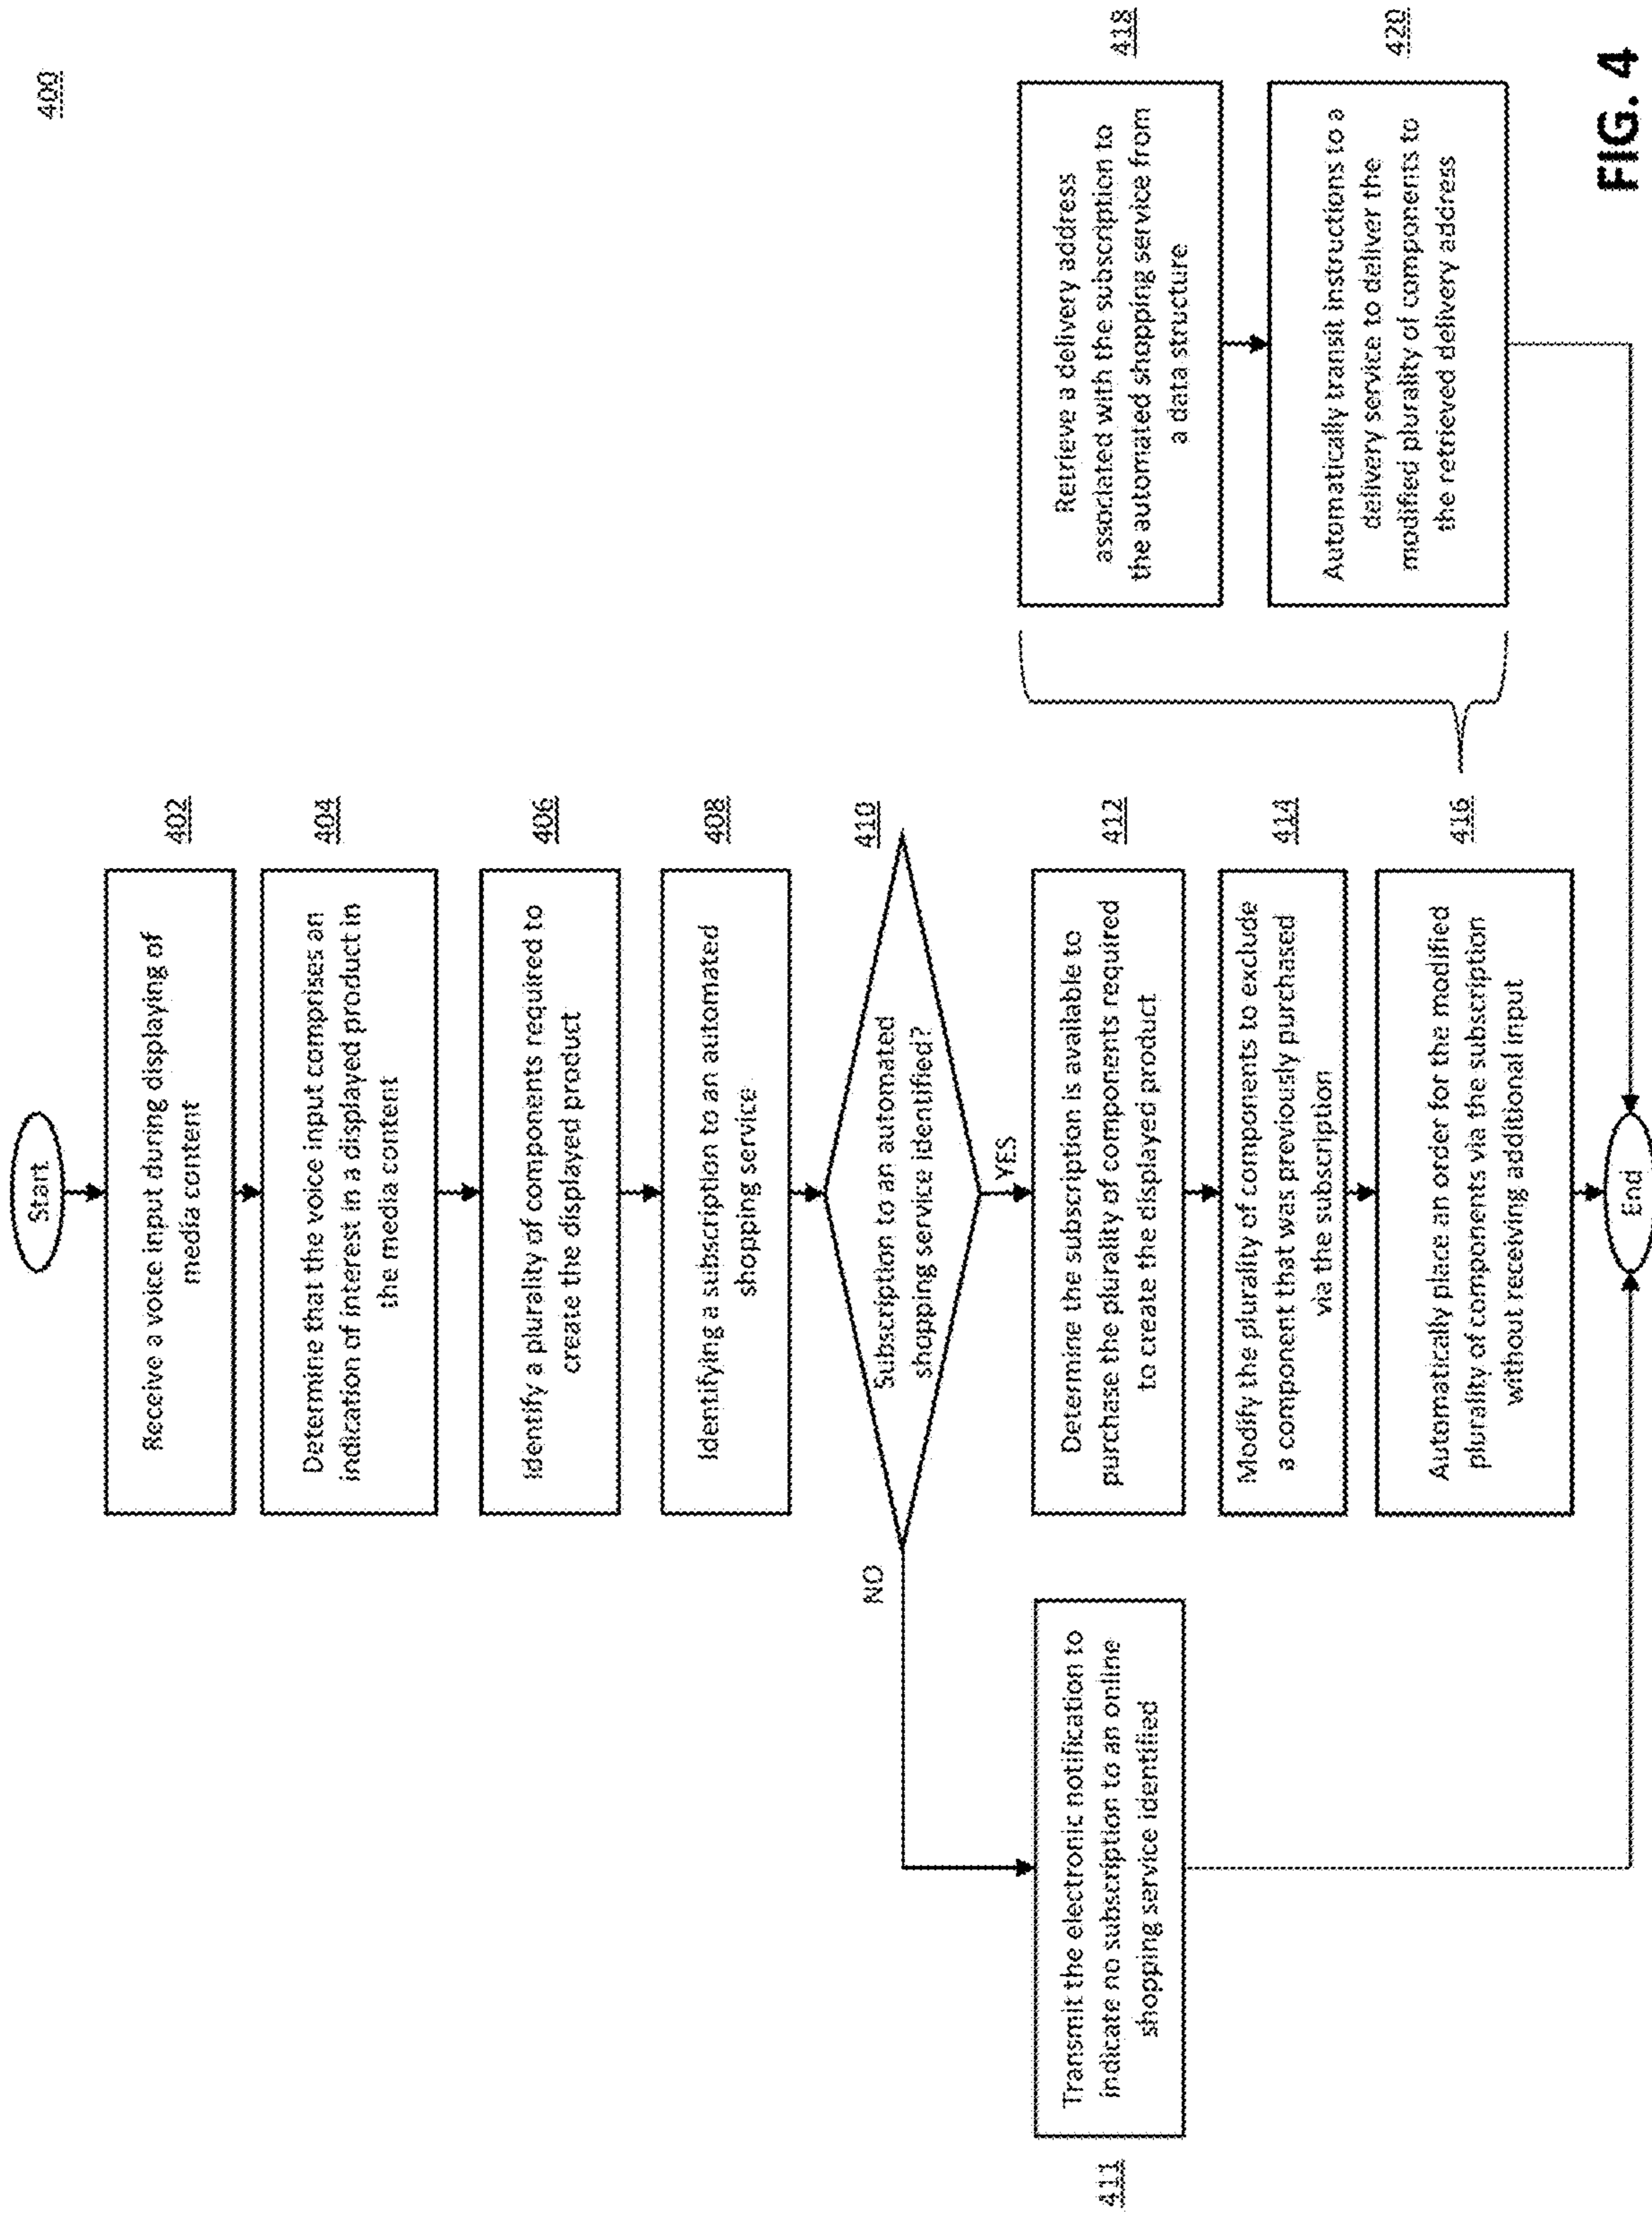 400
Start
Receive a voice input during displaying of
media content
402
Determine that the voice input comprises an
indication of interest in a displayed product in
the media content
404
Identify a plurality of components required to
create the displayed product
406
Identifying a subscription to an automated
shopping service
408
Subscription to an automated
shopping service identified?
410
NO
YES
Transmit the electronic notification to
indicate no subscription to an online
shopping service identified
411
Determine the subscription is available to
purchase the plurality of components required
to create the displayed product
412
Modify the plurality of components to exclude
a component that was previously purchased
via the subscription
414
Automatically place an order for the modified
plurality of components via the subscription
without receiving additional input
416
Retrieve a delivery address
associated with the subscription to
the automated shopping service from
a data structure
418
Automatically transit instructions to a
delivery service to deliver the
modified plurality of components to
the retrieved delivery address
420
End
FIG. 4